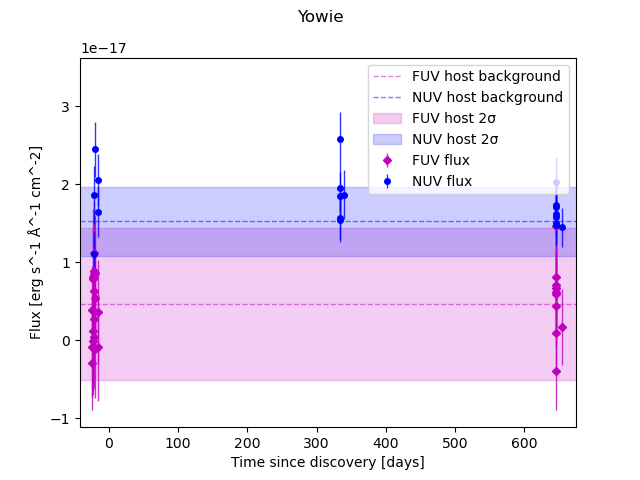 Yowie
1e−17
FUV host background
NUV host background
FUV host 2σ
NUV host 2σ
FUV flux
NUV flux
3
2
1
0
−1
Flux [erg s^-1 Å^-1 cm^-2]
0 100 200 300 400 500 600
Time since discovery [days]